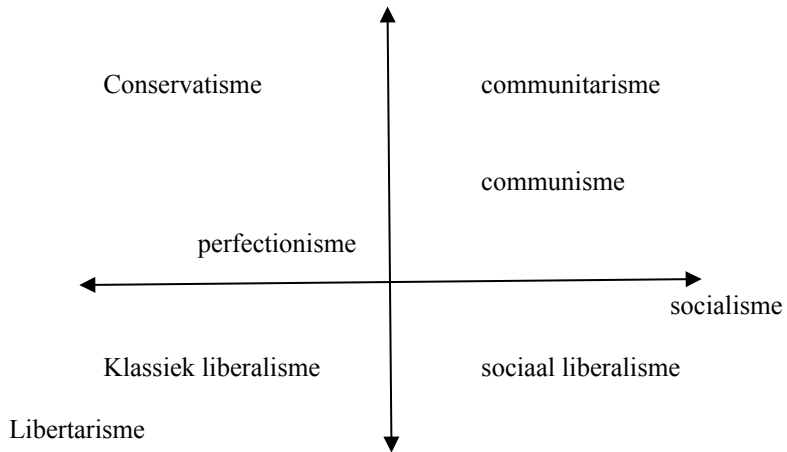 Conservatisme
communitarisme
communisme
perfectionisme
socialisme
Klassiek liberalisme
sociaal liberalisme
Libertarisme